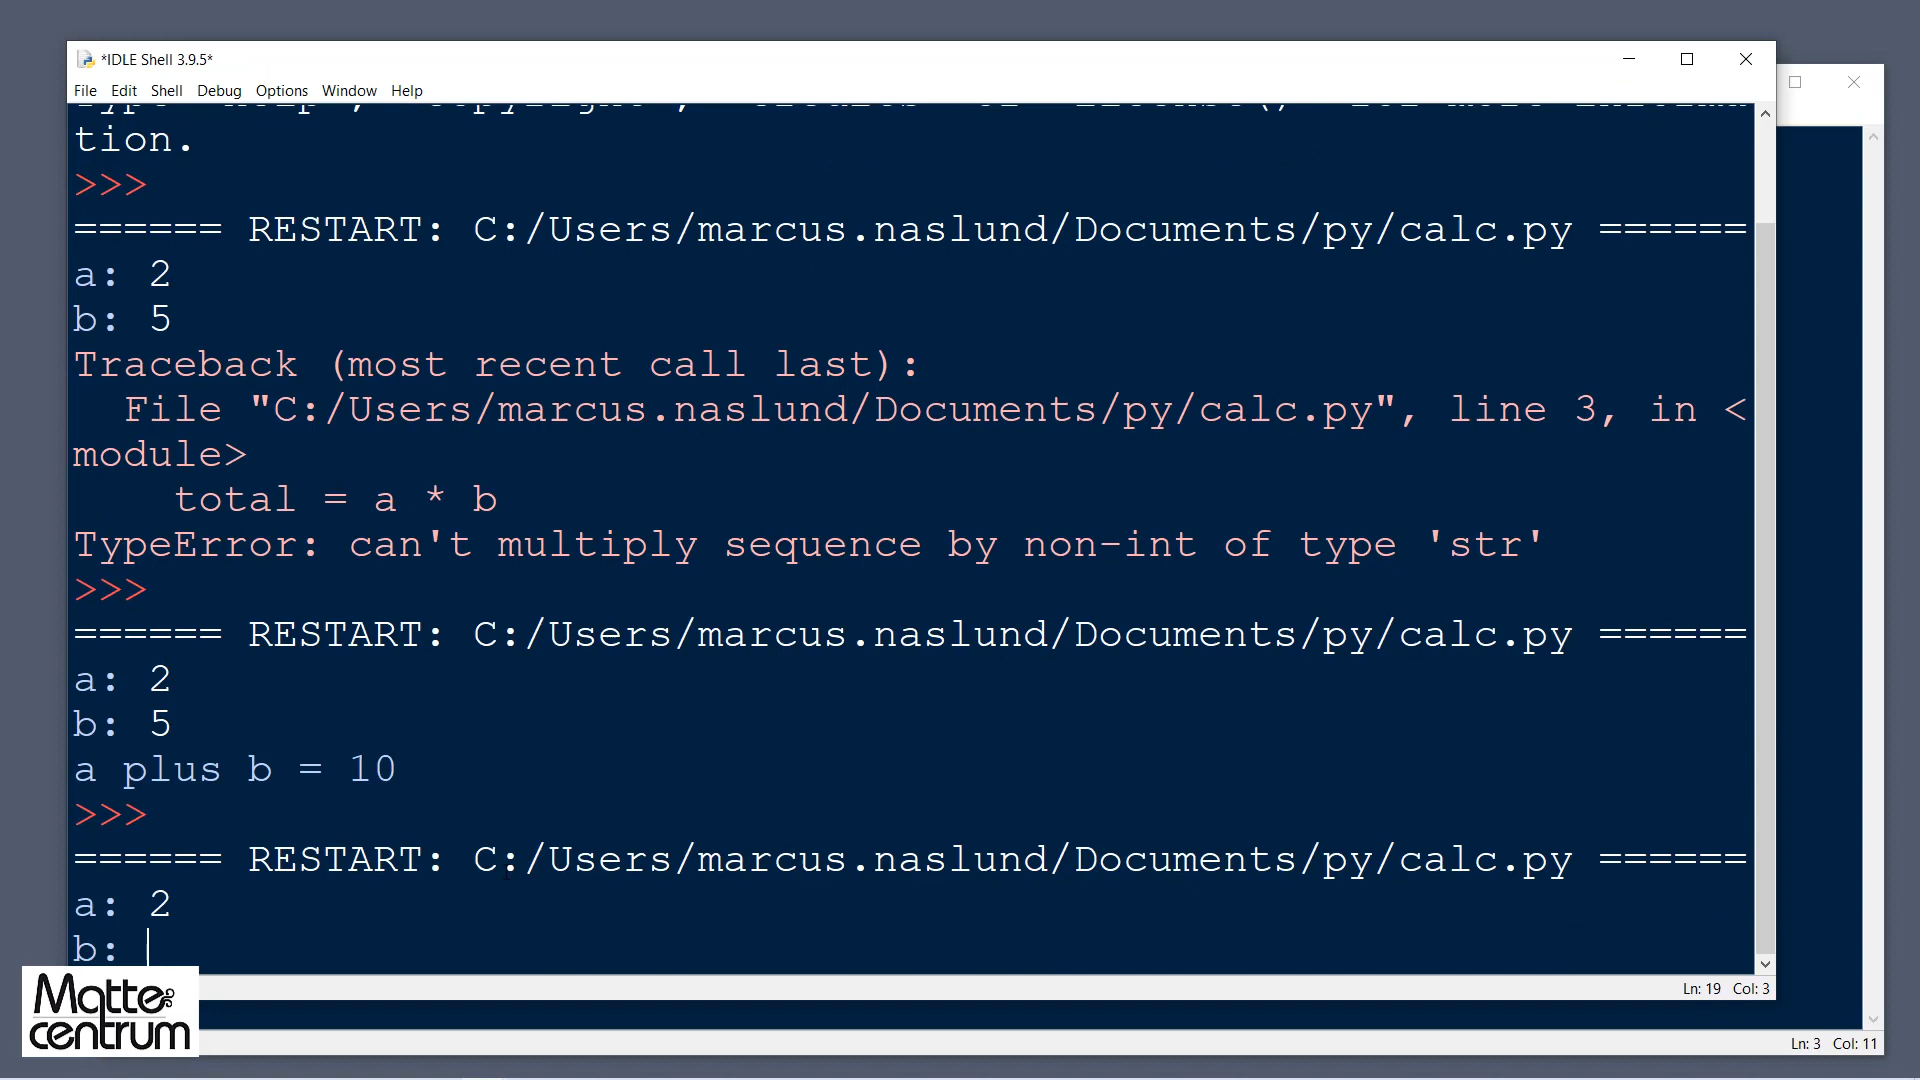 *IDLE Shell 3.9.5*
File Edit Shell Debug Options Window Help
tion.
>>>
====== RESTART: C:/Users/marcus.naslund/Documents/py/calc.py ======
a: 2
b: 5
Traceback (most recent call last):
  File "C:/Users/marcus.naslund/Documents/py/calc.py", line 3, in <
module>
    total = a * b
TypeError: can't multiply sequence by non-int of type 'str'
>>>
====== RESTART: C:/Users/marcus.naslund/Documents/py/calc.py ======
a: 2
b: 5
a plus b = 10
>>>
====== RESTART: C:/Users/marcus.naslund/Documents/py/calc.py ======
a: 2
b:
Ln: 19 Col: 3
Matte
centrum
Ln: 3 Col: 11